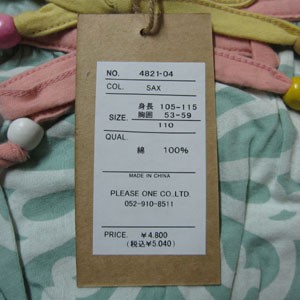 NO. 4821-04
COL. SAX
身長 105-115
SIZE. 胸囲 53-59
110
QUAL.
綿 100%
MADE IN CHINA
PLEASE ONE CO.,LTD.
052-910-8511
PRICE. ¥4.800
(税込¥5.040)